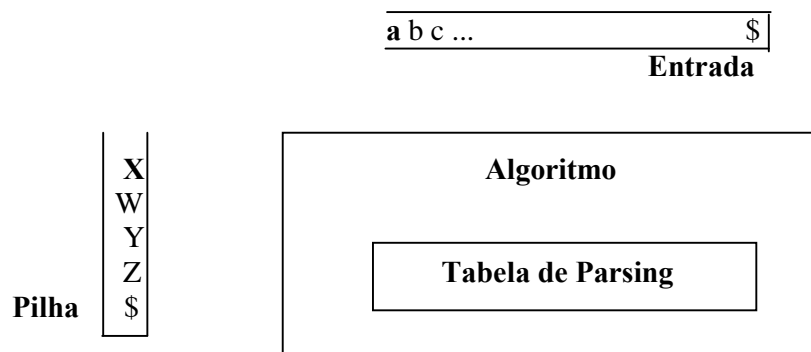 a b c ... $
Entrada
X
W
Y
Z
Pilha $
Algoritmo
Tabela de Parsing